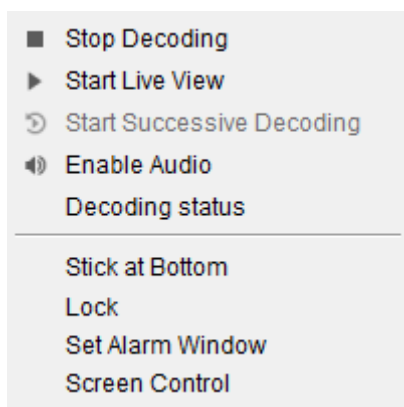 Stop Decoding
Start Live View
Start Successive Decoding
Enable Audio
Decoding status
Stick at Bottom
Lock
Set Alarm Window
Screen Control